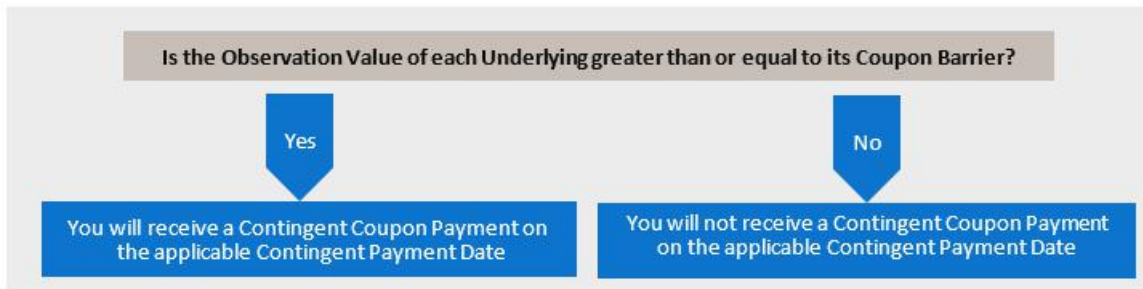 Is the Observation Value of each Underlying greater than or equal to its Coupon Barrier?
Yes
No
You will receive a Contingent Coupon Payment on
the applicable Contingent Payment Date
You will not receive a Contingent Coupon Payment
on the applicable Contingent Payment Date